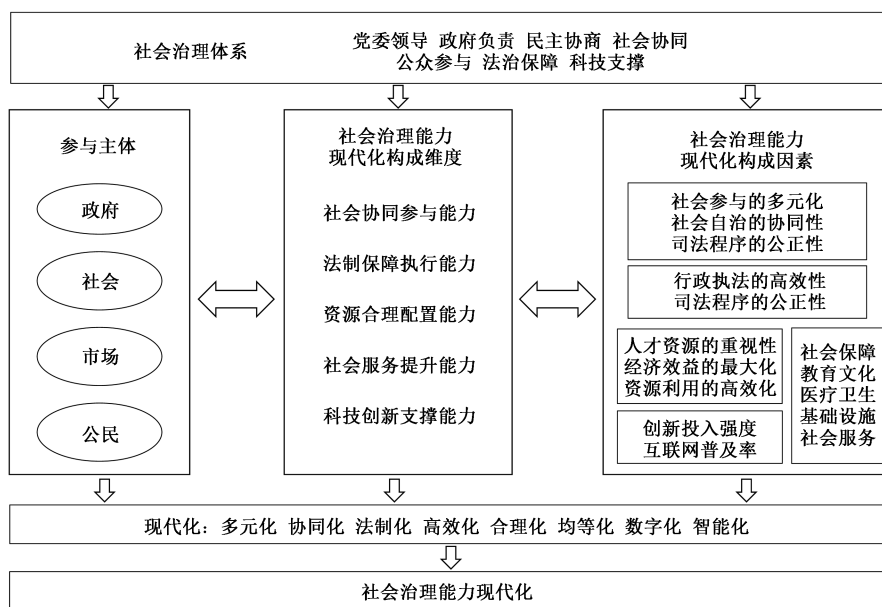 社会治理体系
党委领导 政府负责 民主协商 社会协同
公众参与 法治保障 科技支撑
参与主体
政府
社会
市场
公民
社会治理能力
现代化构成维度
社会协同参与能力
法制保障执行能力
资源合理配置能力
社会服务提升能力
科技创新支撑能力
社会治理能力
现代化构成因素
社会参与的多元化
社会自治的协同性
司法程序的公正性
行政执法的高效性
司法程序的公正性
人才资源的重视性
经济效益的最大化
资源利用的高效化
创新投入强度
互联网普及率
社会保障
教育文化
医疗卫生
基础设施
社会服务
现代化：多元化 协同化 法制化 高效化 合理化 均等化 数字化 智能化
社会治理能力现代化